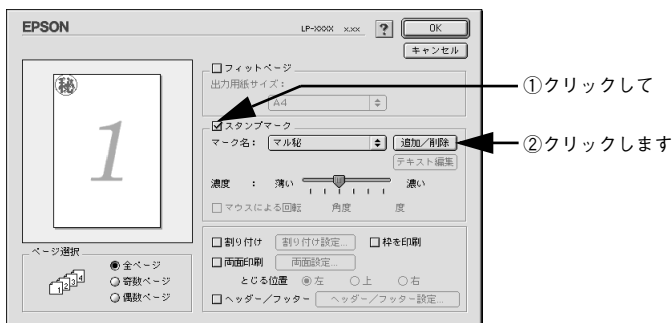 EPSON
LP-XXXX x.xx ? OK
キャンセル
フィットページ
出力用紙サイズ：
A4
①クリックして
スタンプマーク
マーク名： マル秘 追加／削除
②クリックします
テキスト編集
濃度 ： 薄い 濃い
マウスによる回転 角度 度
割り付け 割り付け設定... 枠を印刷
両面印刷 両面設定...
とじる位置 左 上 右
ヘッダー／フッター ヘッダー／フッター設定...
㊙
1
ページ選択
全ページ
奇数ページ
偶数ページ
1 2 3 4